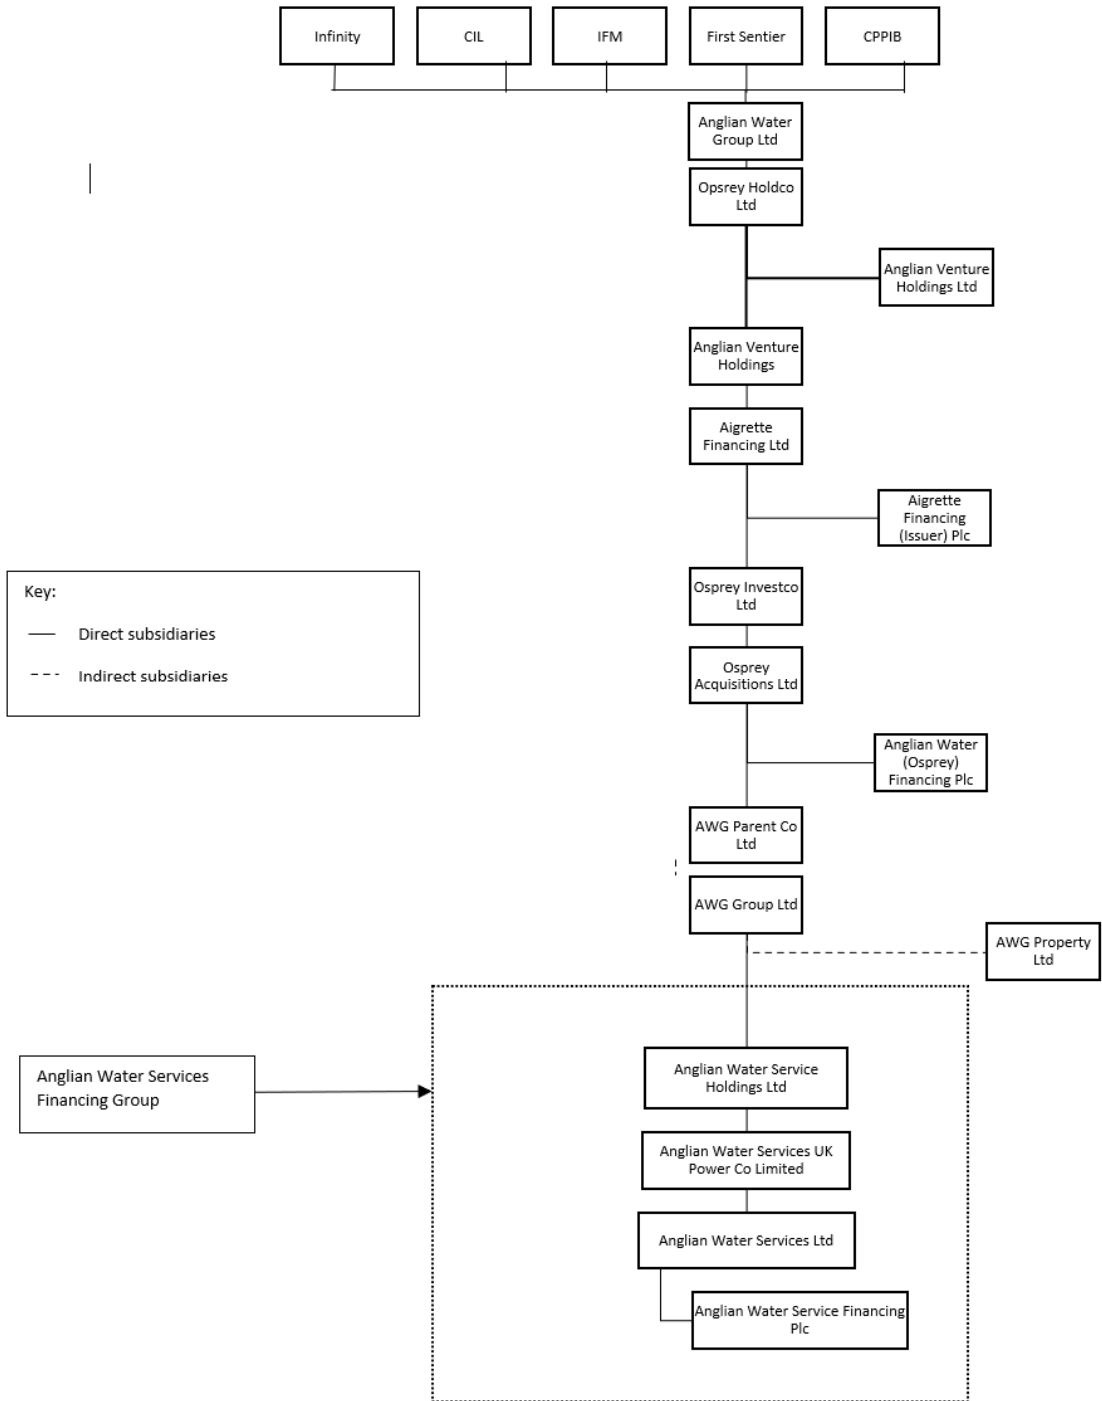 Infinity
CIL
IFM
First Sentier
CPPIB
Anglian Water
Group Ltd
Opsrey Holdco
Ltd
Anglian Venture
Holdings Ltd
Anglian Venture
Holdings
Aigrette
Financing Ltd
Aigrette
Financing
(Issuer) Plc
Osprey Investco
Ltd
Key:
Direct subsidiaries
Indirect subsidiaries
Osprey
Acquisitions Ltd
Anglian Water
(Osprey)
Financing Plc
AWG Parent Co
Ltd
AWG Group Ltd
AWG Property
Ltd
Anglian Water Services
Financing Group
Anglian Water Service
Holdings Ltd
Anglian Water Services UK
Power Co Limited
Anglian Water Services Ltd
Anglian Water Service Financing
Plc